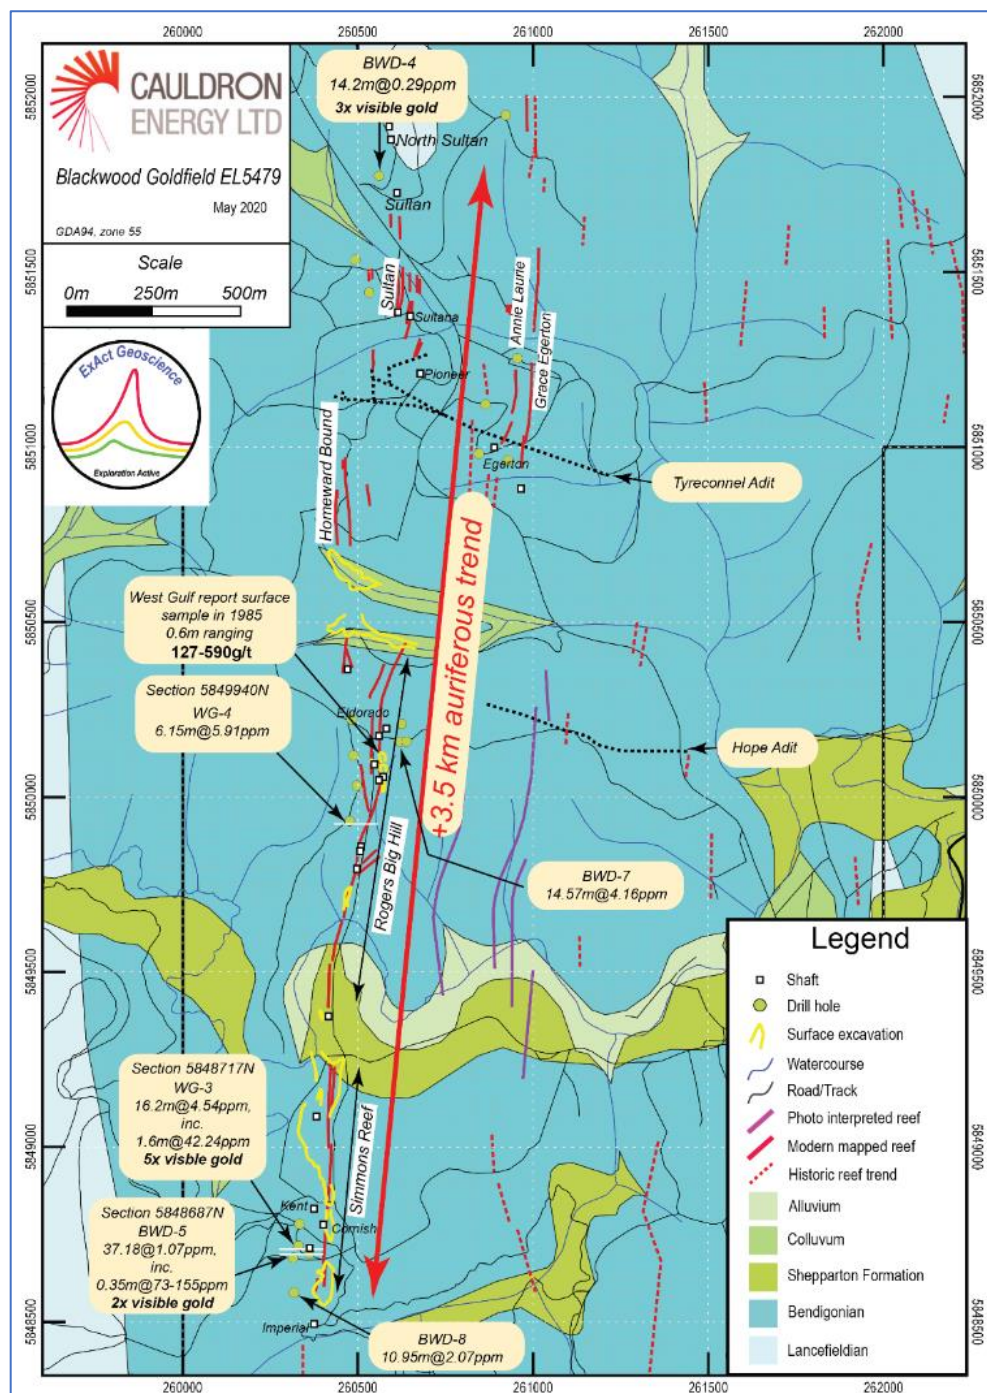 260000
260500
261000
261500
262000
CAULDRON
ENERGY LTD
Blackwood Goldfield EL5479
May 2020
GDA94, zone 55
Scale
0m 250m 500m
ExAct Geoscience
Exploration Active
BWD-4
14.2m@0.29ppm
3x visible gold
North Sultan
Sultan
Sultan
Sultana
Pioneer
Annie Laurie
Grace Egerton
Egerton
Homeward Bound
Tyreconnel Adit
+3.5 km auriferous trend
West Gulf report surface
sample in 1985
0.6m ranging
127-590g/t
Section 5849940N
WG-4
6.15m@5.91ppm
Eldorado
Hope Adit
Rogers Big Hill
BWD-7
14.57m@4.16ppm
Section 5848717N
WG-3
16.2m@4.54ppm,
inc.
1.6m@42.24ppm
5x visble gold
Simmons Reef
Kent
Cornish
Section 5848687N
BWD-5
37.18@1.07ppm,
inc.
0.35m@73-155ppm
2x visible gold
Imperial
BWD-8
10.95m@2.07ppm
Legend
Shaft
Drill hole
Surface excavation
Watercourse
Road/Track
Photo interpreted reef
Modern mapped reef
Historic reef trend
Alluvium
Colluvum
Shepparton Formation
Bendigonian
Lancefieldian
5852000
5851500
5851000
5850500
5850000
5849500
5849000
5848500
5852000
5851500
5851000
5850500
5850000
5849500
5849000
5848500
260000
260500
261000
261500
262000